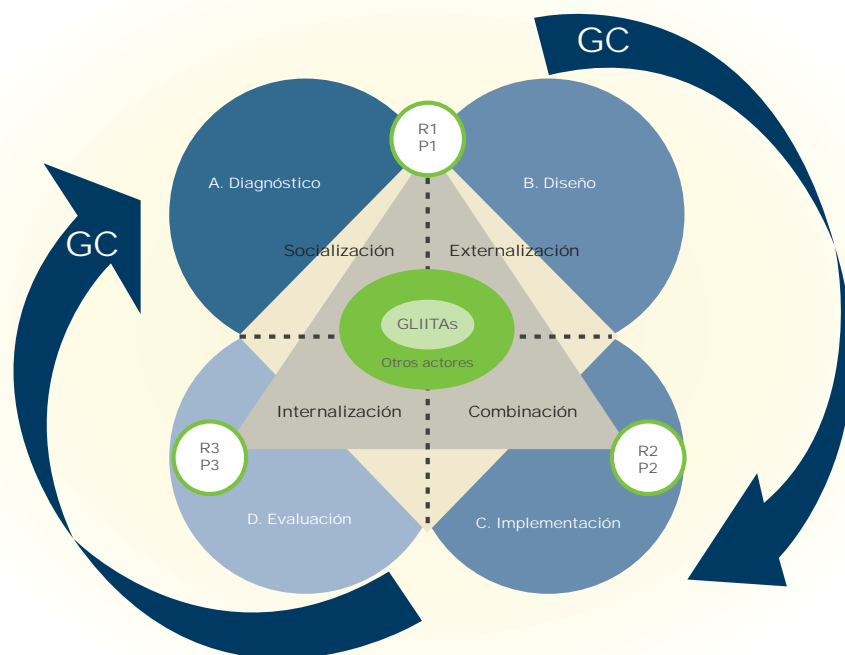 GC
R1
P1
A. Diagnóstico
B. Diseño
GC
Socialización
Externalización
GLIITAs
Otros actores
Internalización
Combinación
R3
P3
R2
P2
D. Evaluación
C. Implementación